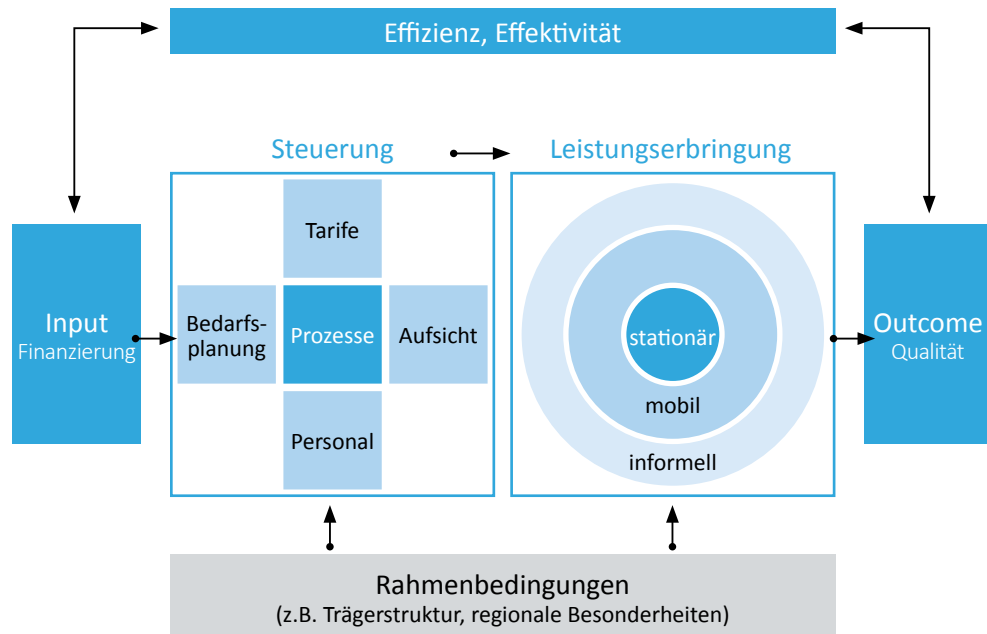 Effizienz, Effektivität
Steuerung
Leistungserbringung
Input
Finanzierung
Tarife
Bedarfs-
planung
Prozesse
Aufsicht
Personal
stationär
mobil
informell
Outcome
Qualität
Rahmenbedingungen
(z.B. Trägerstruktur, regionale Besonderheiten)